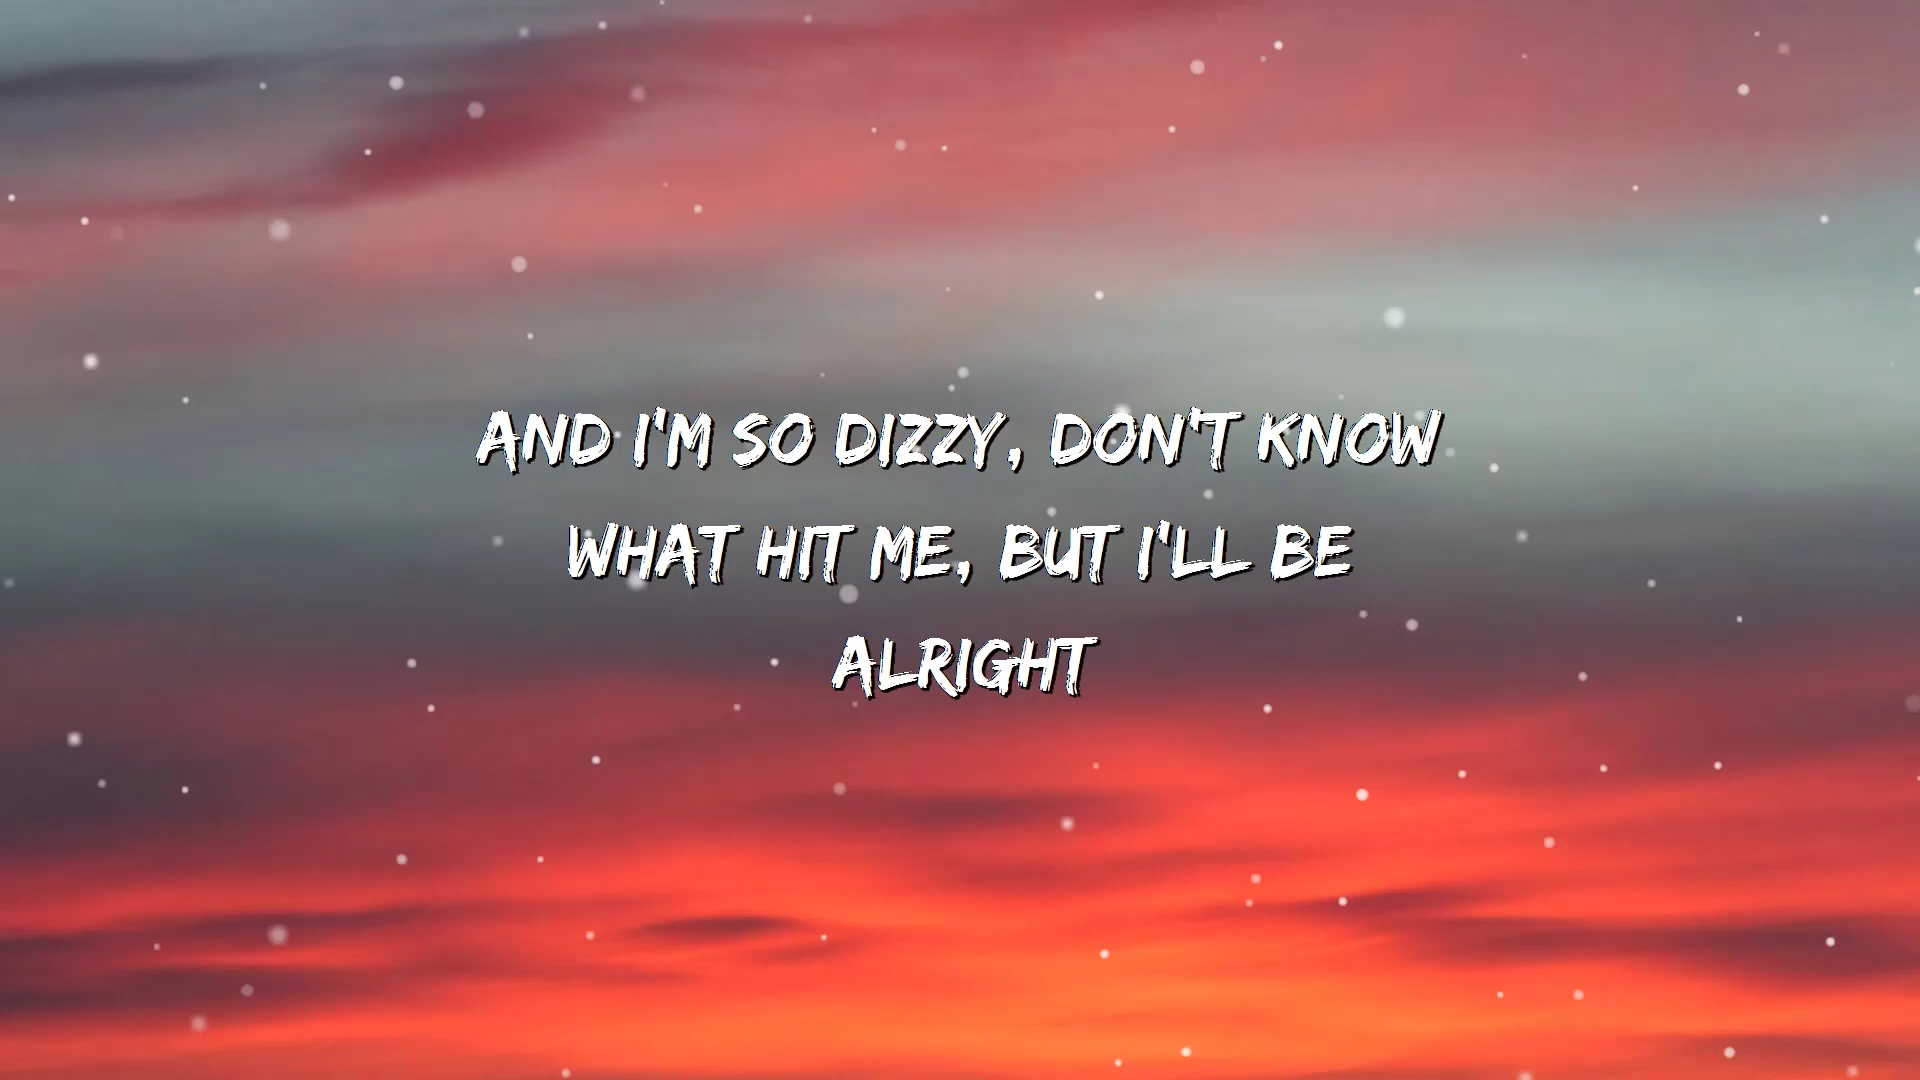 AND I'M SO DIZZY, DON'T KNOW
WHAT HIT ME, BUT I'LL BE
ALRIGHT